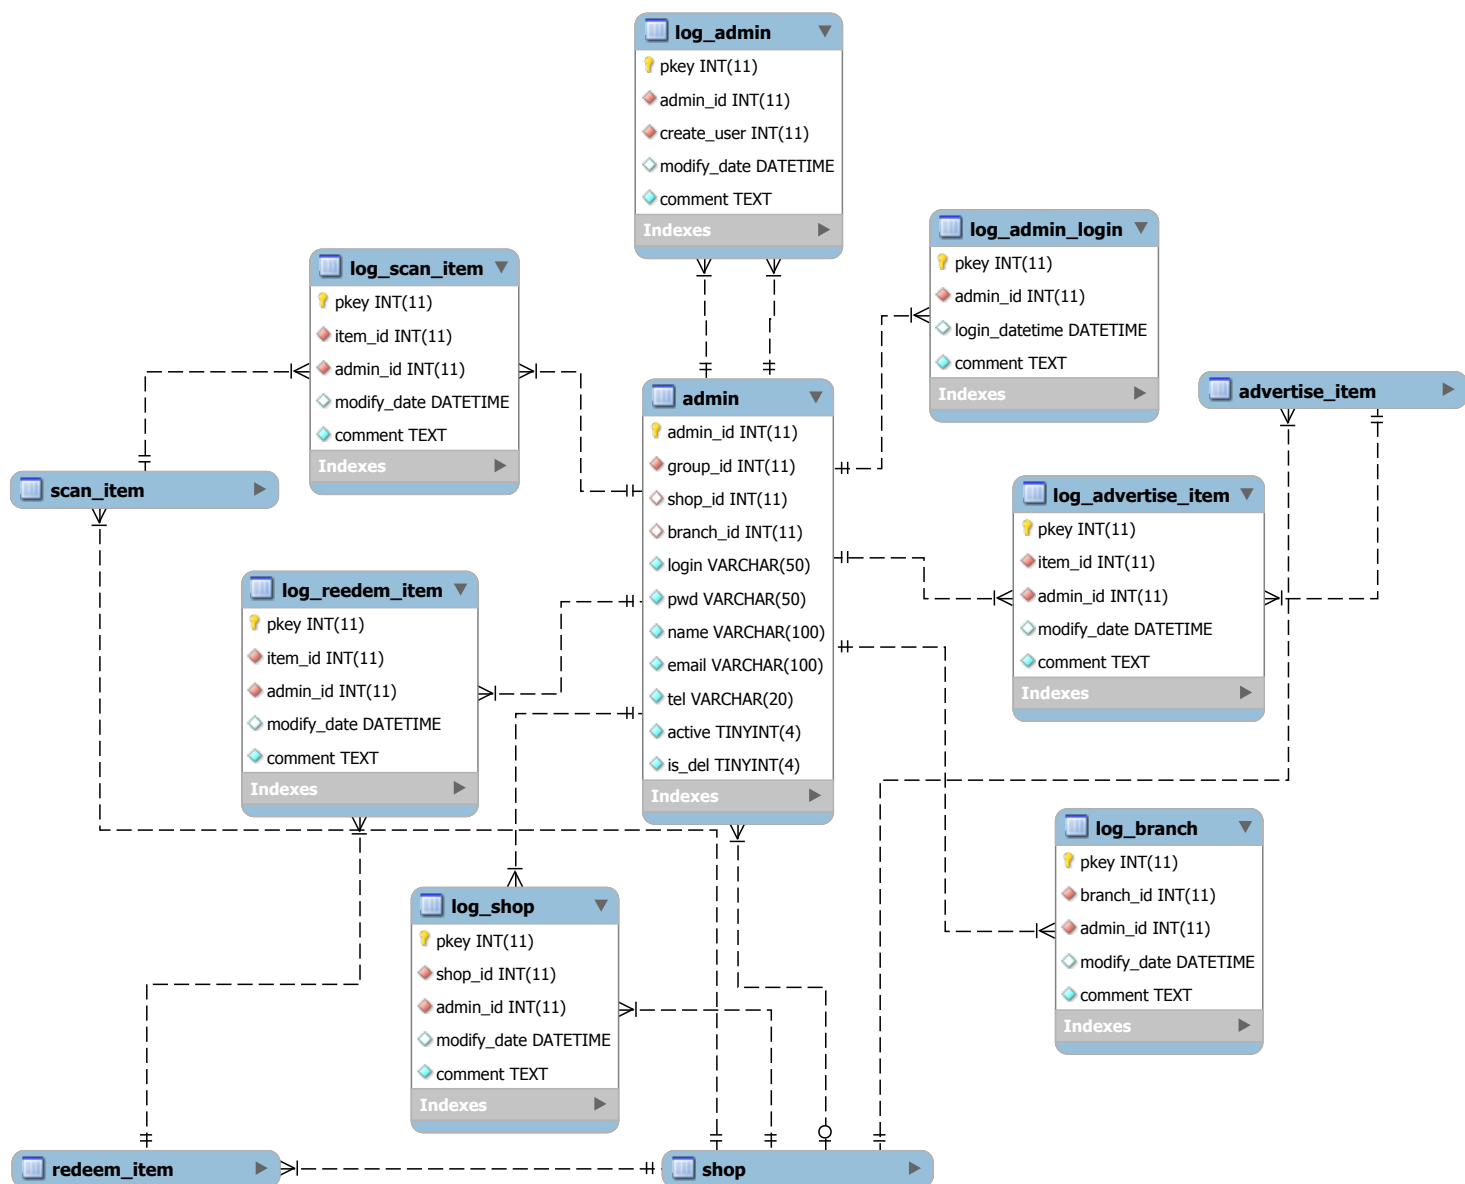 log_admin
pkey INT(11)
admin_id INT(11)
create_user INT(11)
modify_date DATETIME
comment TEXT
Indexes
log_admin_login
pkey INT(11)
admin_id INT(11)
login_datetime DATETIME
comment TEXT
Indexes
log_scan_item
pkey INT(11)
item_id INT(11)
admin_id INT(11)
modify_date DATETIME
comment TEXT
Indexes
advertise_item
admin
admin_id INT(11)
group_id INT(11)
shop_id INT(11)
branch_id INT(11)
login VARCHAR(50)
pwd VARCHAR(50)
name VARCHAR(100)
email VARCHAR(100)
tel VARCHAR(20)
active TINYINT(4)
is_del TINYINT(4)
Indexes
scan_item
log_advertise_item
pkey INT(11)
item_id INT(11)
admin_id INT(11)
modify_date DATETIME
comment TEXT
Indexes
log_reedem_item
pkey INT(11)
item_id INT(11)
admin_id INT(11)
modify_date DATETIME
comment TEXT
Indexes
log_branch
pkey INT(11)
branch_id INT(11)
admin_id INT(11)
modify_date DATETIME
comment TEXT
Indexes
log_shop
pkey INT(11)
shop_id INT(11)
admin_id INT(11)
modify_date DATETIME
comment TEXT
Indexes
redeem_item
shop